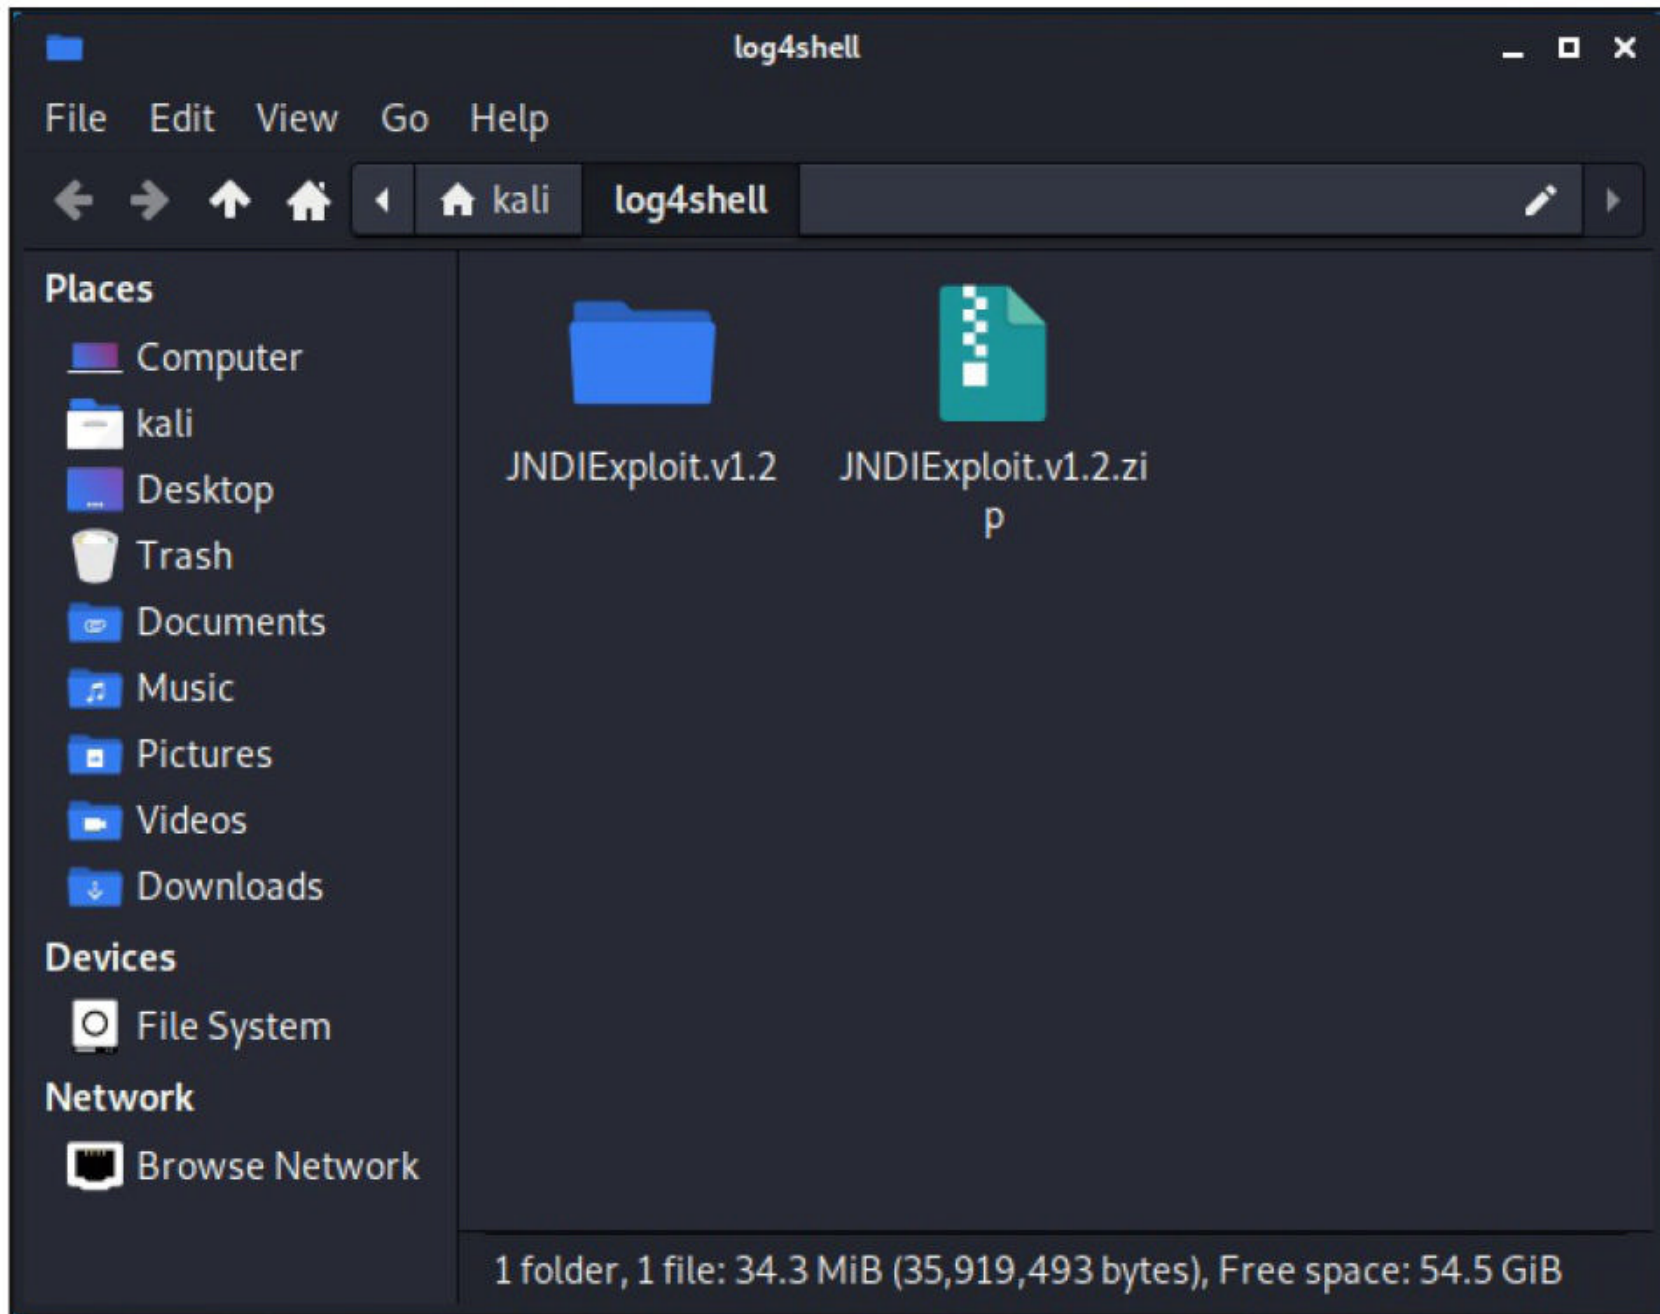 log4shell
File Edit View Go Help
kali log4shell
Places
Computer
kali
Desktop
Trash
Documents
Music
Pictures
Videos
Downloads
Devices
File System
Network
Browse Network
JNDIExploit.v1.2
JNDIExploit.v1.2.zi
p
1 folder, 1 file: 34.3 MiB (35,919,493 bytes), Free space: 54.5 GiB